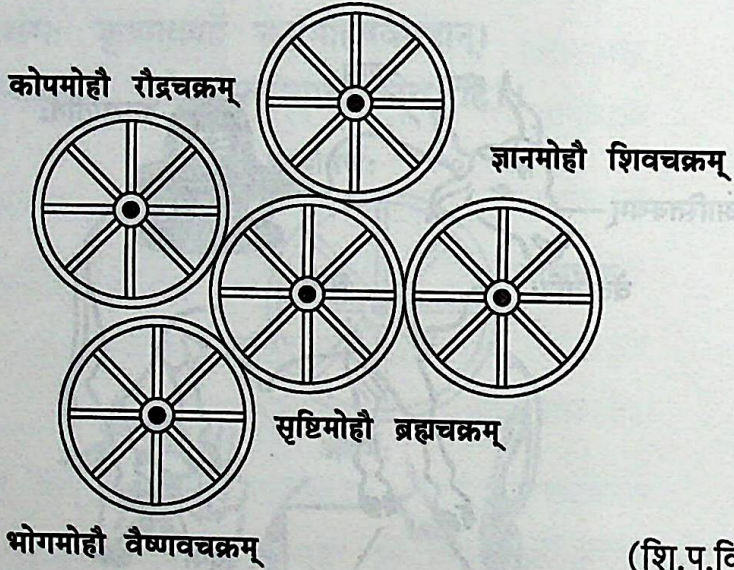 कोपमोहौ रौद्रचक्रम्
ज्ञानमोहौ शिवचक्रम्
सृष्टिमोहौ ब्रह्मचक्रम्
भोगमोहौ वैष्णवचक्रम्
(शि.प.वि